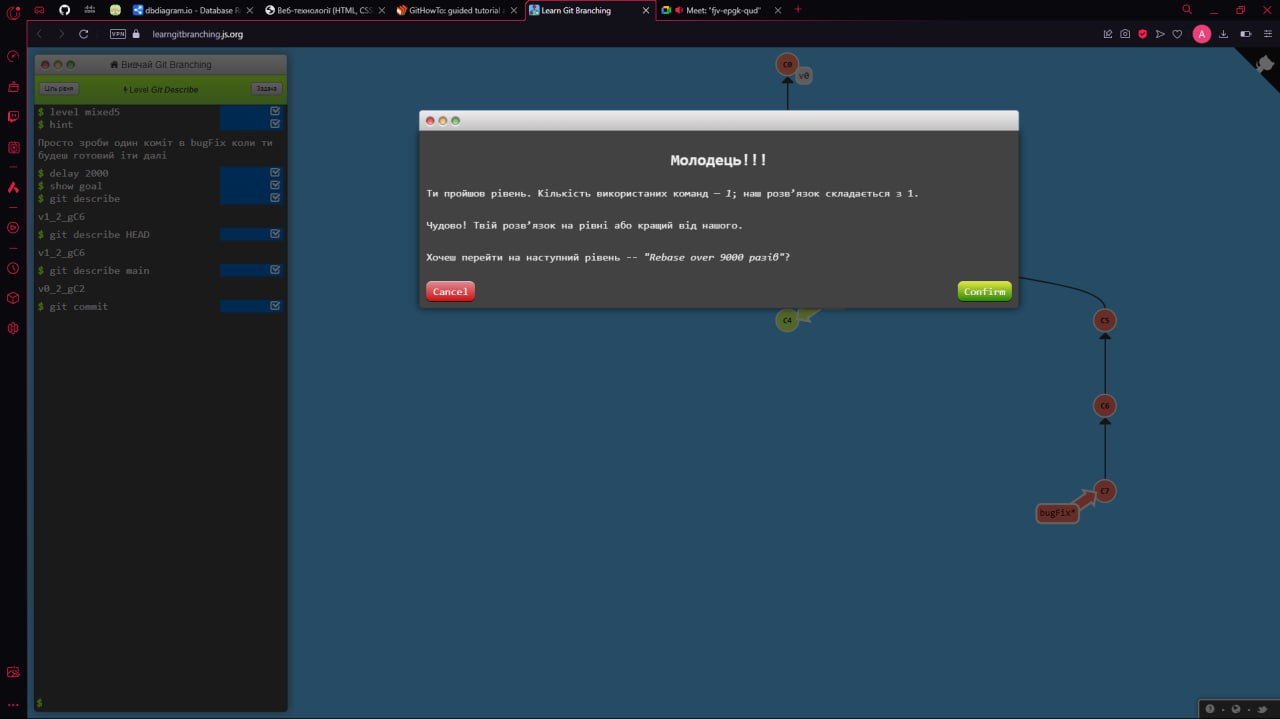 dbdiagram.io - Database R
Веб-технології (HTML, CSS
GitHowTo: guided tutorial
Learn Git Branching
Meet: "fjv-epgk-qud"
VPN
learngitbranching.js.org
A
Вивчай Git Branching
Ціль рівня
Level Git Describe
Задача
$ level mixed5
$ hint
Просто зроби один коміт в bugFix коли ти
будеш готовий іти далі
$ delay 2000
$ show goal
$ git describe
v1_2_gC6
$ git describe HEAD
v1_2_gC6
$ git describe main
v0_2_gC2
$ git commit
$
C0
v0
Молодець!!!
Ти пройшов рівень. Кількість використаних команд — 1; наш розв’язок складається з 1.
Чудово! Твій розв’язок на рівні або кращий від нашого.
Хочеш перейти на наступний рівень -- "Rebase over 9000 разів"?
Cancel
Confirm
C4
C5
C6
C7
bugFix*